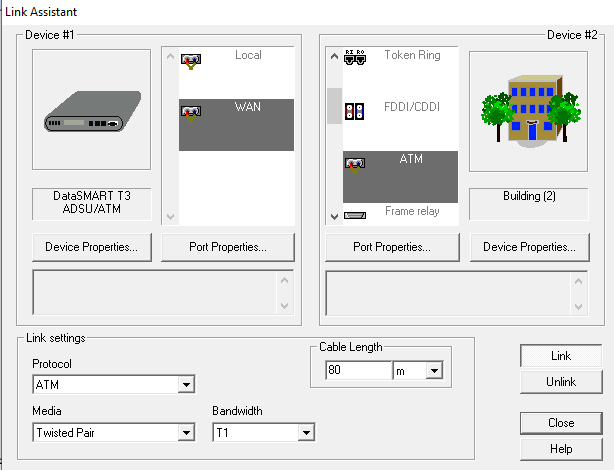 Link Assistant
Device #1
Local
WAN
DataSMART T3
ADSU/ATM
Device Properties...
Port Properties...
Device #2
Token Ring
FDDI/CDDI
ATM
Frame relay
Building (2)
Port Properties...
Device Properties...
Link settings
Protocol
ATM
Cable Length
80
m
Media
Twisted Pair
Bandwidth
T1
Link
Unlink
Close
Help